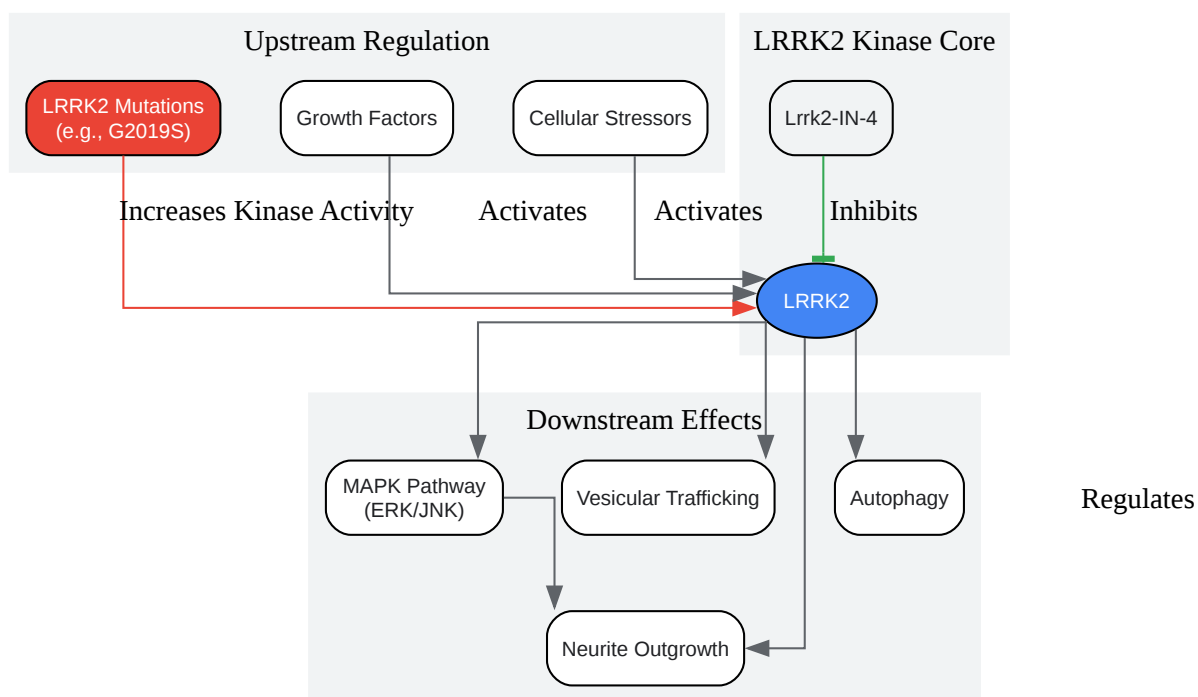 Upstream Regulation
LRRK2 Kinase Core
LRRK2 Mutations
(e.g., G2019S)
Growth Factors
Cellular Stressors
Lrrk2-IN-4
Increases Kinase Activity
Activates
Activates
Inhibits
LRRK2
Downstream Effects
MAPK Pathway
(ERK/JNK)
Vesicular Trafficking
Autophagy
Regulates
Neurite Outgrowth